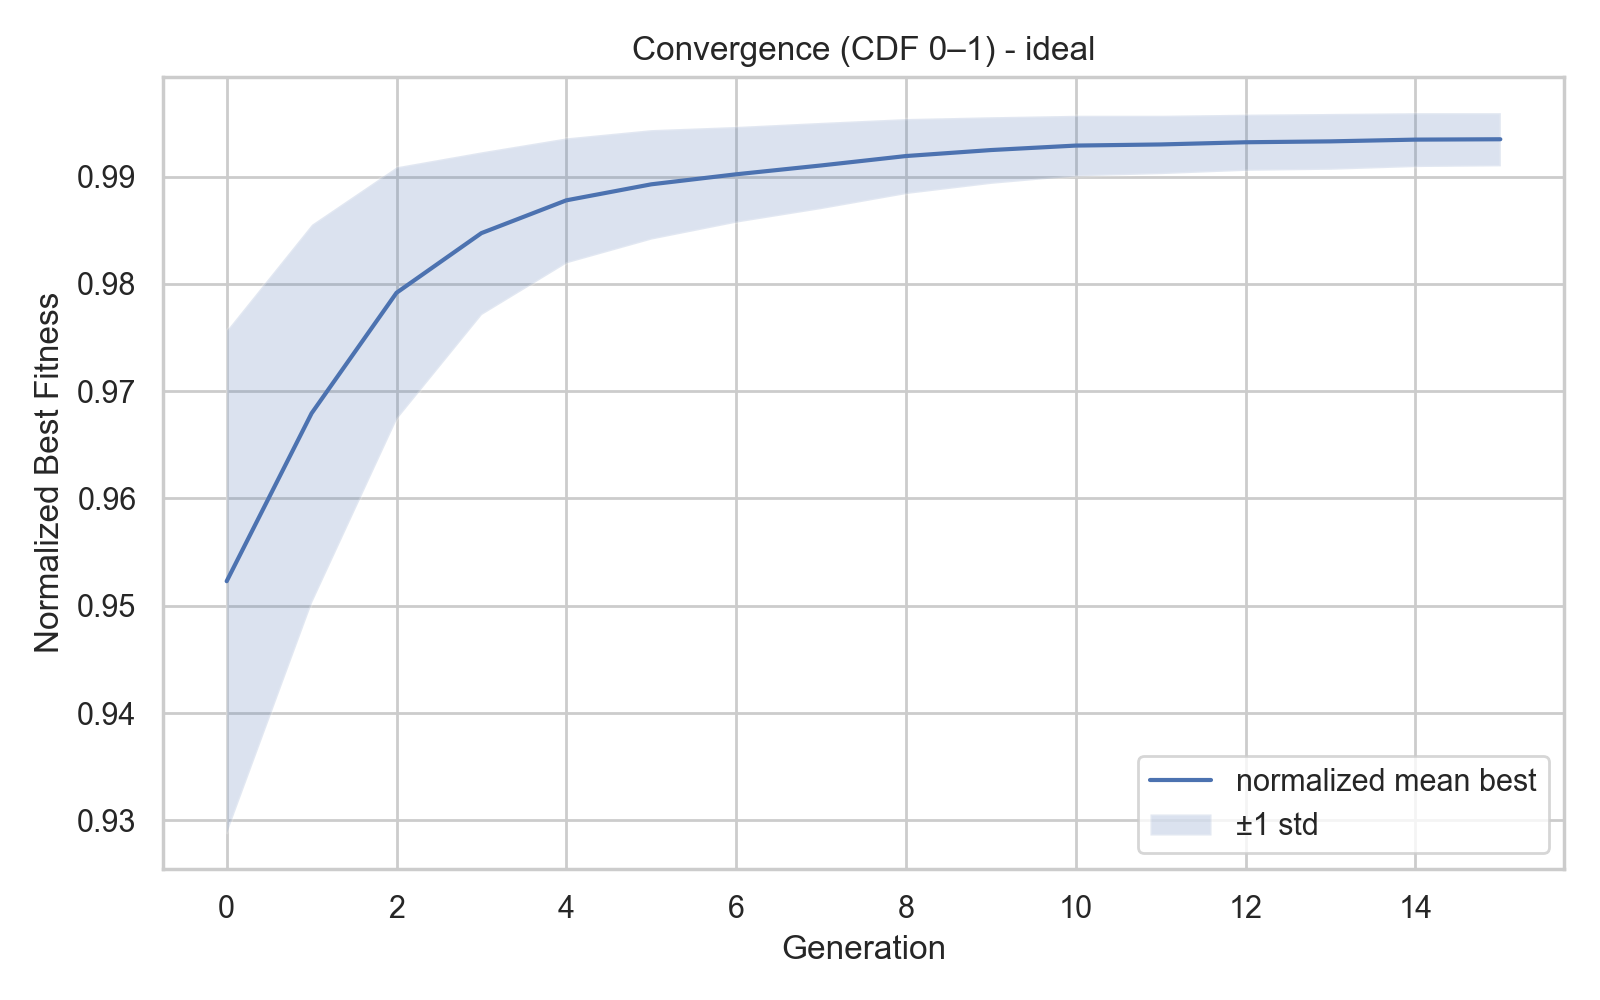 Convergence (CDF 0–1) - ideal
Normalized Best Fitness
0.99
0.98
0.97
0.96
0.95
0.94
0.93
normalized mean best
±1 std
0 2 4 6 8 10 12 14
Generation